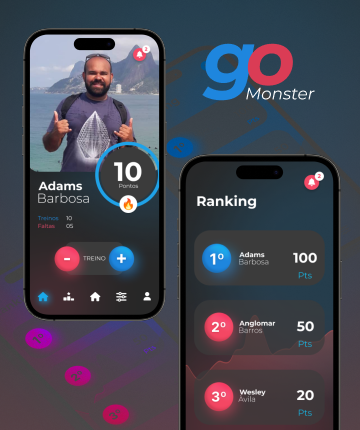 go
Monster
2
10
Pontos
Adams
Barbosa
Treinos 10
Faltas 05
- TREINO +
2
Ranking
1º Adams Barbosa 100 Pts
2º Anglomar Barros 50 Pts
3º Wesley Ávila 20 Pts